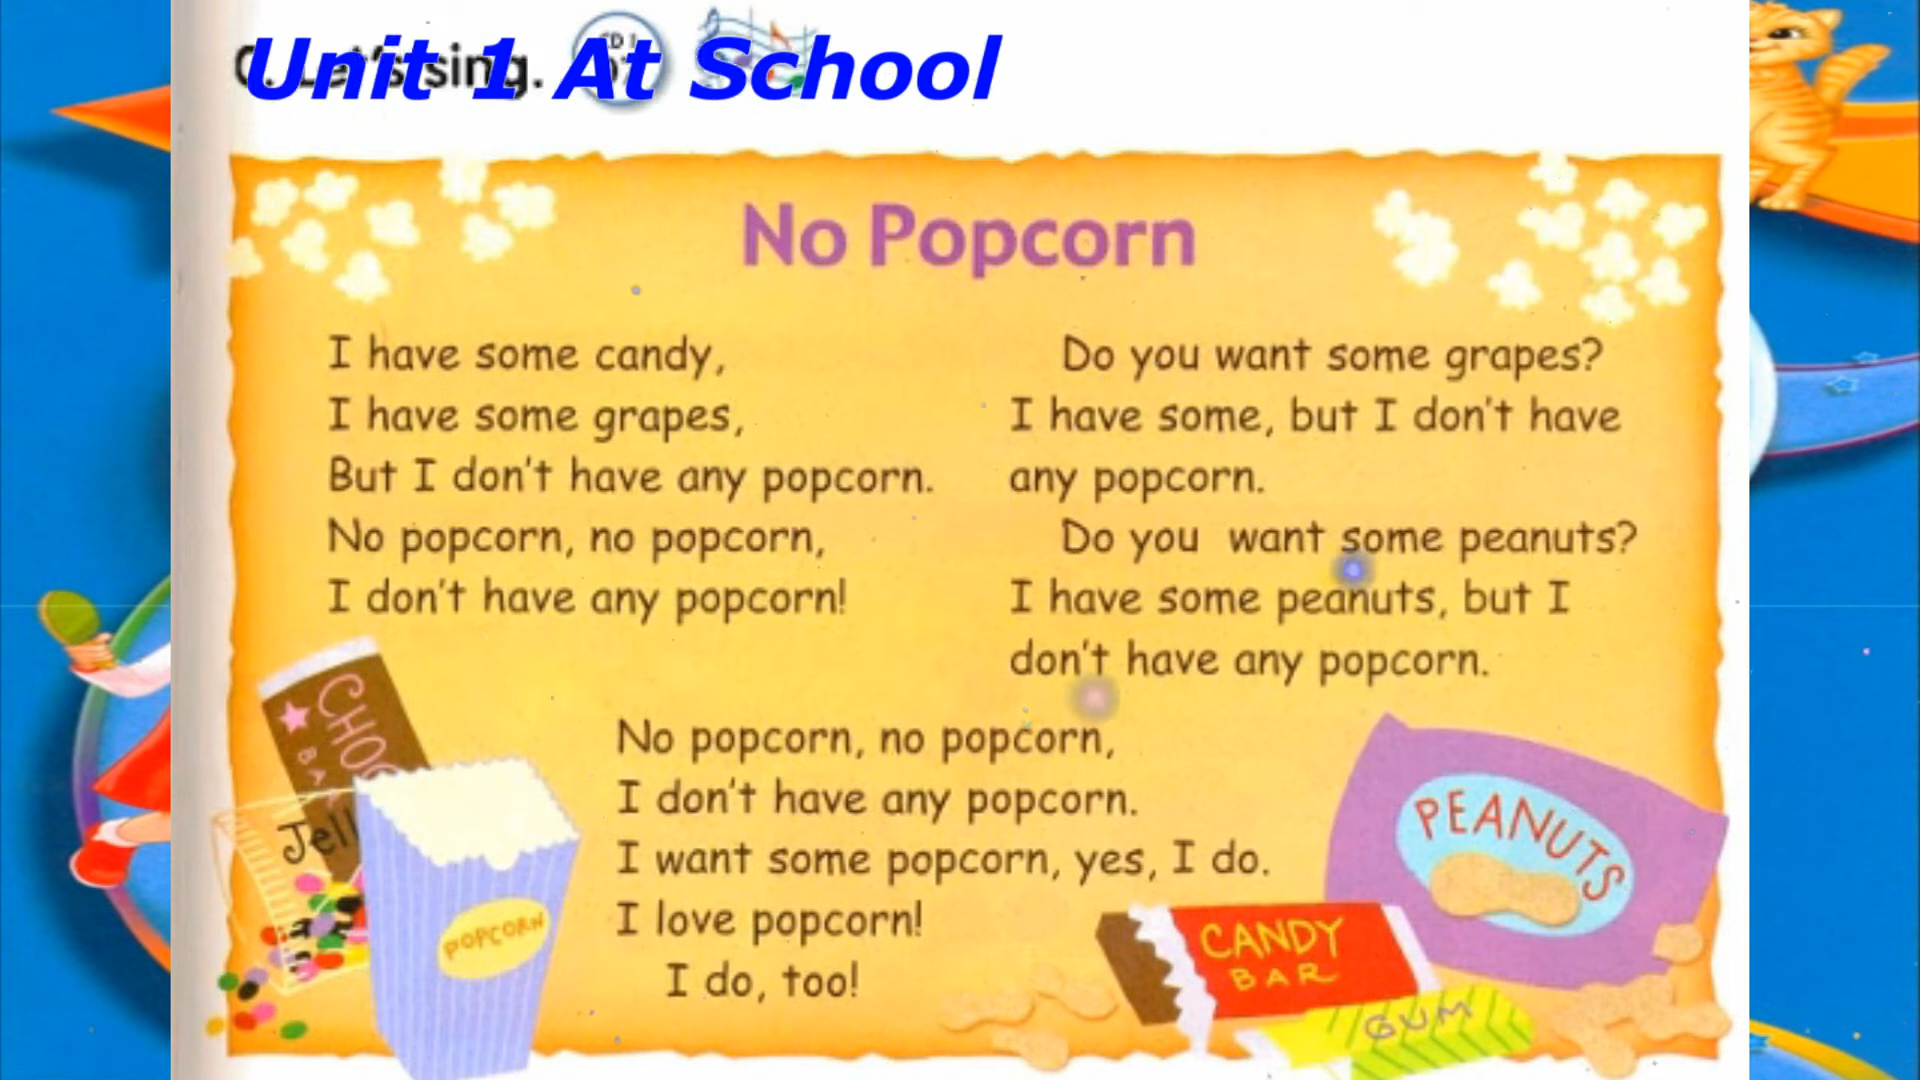 Unit 1 At School
sing.
No Popcorn
I have some candy,
I have some grapes,
But I don't have any popcorn.
No popcorn, no popcorn,
I don't have any popcorn!
Do you want some grapes?
I have some, but I don't have
any popcorn.
Do you want some peanuts?
I have some peanuts, but I
don't have any popcorn.
No popcorn, no popcorn,
I don't have any popcorn.
I want some popcorn, yes, I do.
I love popcorn!
I do, too!
POPCORN
PEANUTS
CANDY
BAR
GUM